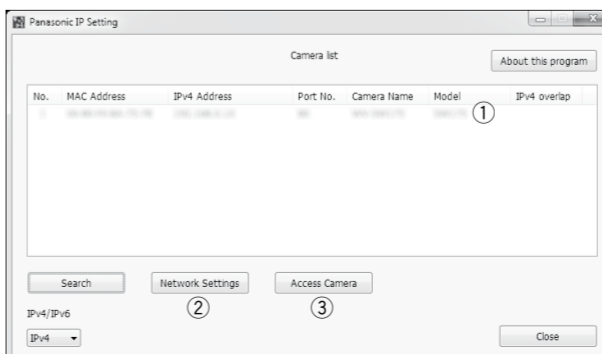 Panasonic IP Setting
Camera list
About this program
No. MAC Address IPv4 Address Port No. Camera Name Model IPv4 overlap
①
Search Network Settings Access Camera
② ③
IPv4/IPv6
IPv4 Close